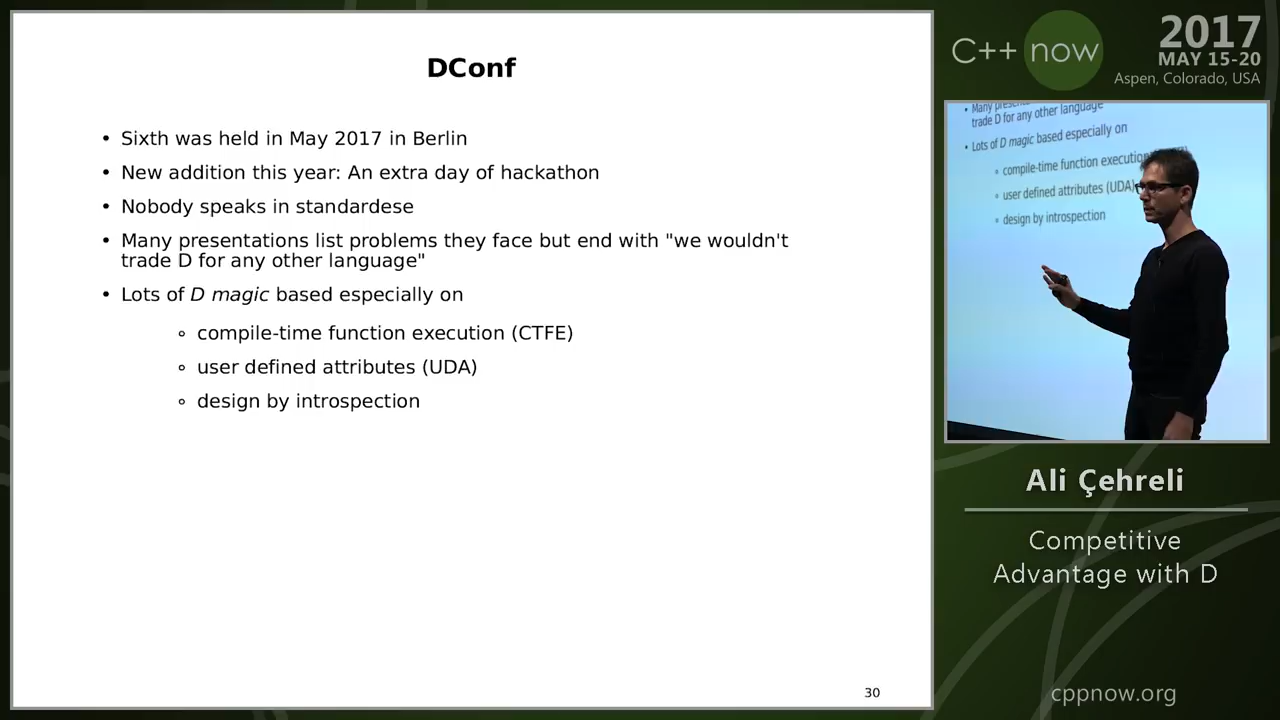 DConf
• Sixth was held in May 2017 in Berlin
• New addition this year: An extra day of hackathon
• Nobody speaks in standardese
• Many presentations list problems they face but end with "we wouldn't
trade D for any other language"
• Lots of D magic based especially on
◦ compile-time function execution (CTFE)
◦ user defined attributes (UDA)
◦ design by introspection
30
C++ now
2017
MAY 15-20
Aspen, Colorado, USA
• Many
trade D for any other language
• Lots of D magic based especially on
◦ compile-time function execution
◦ user defined attributes (UDA)
◦ design by introspection
Ali Çehreli
Competitive
Advantage with D
cppnow.org